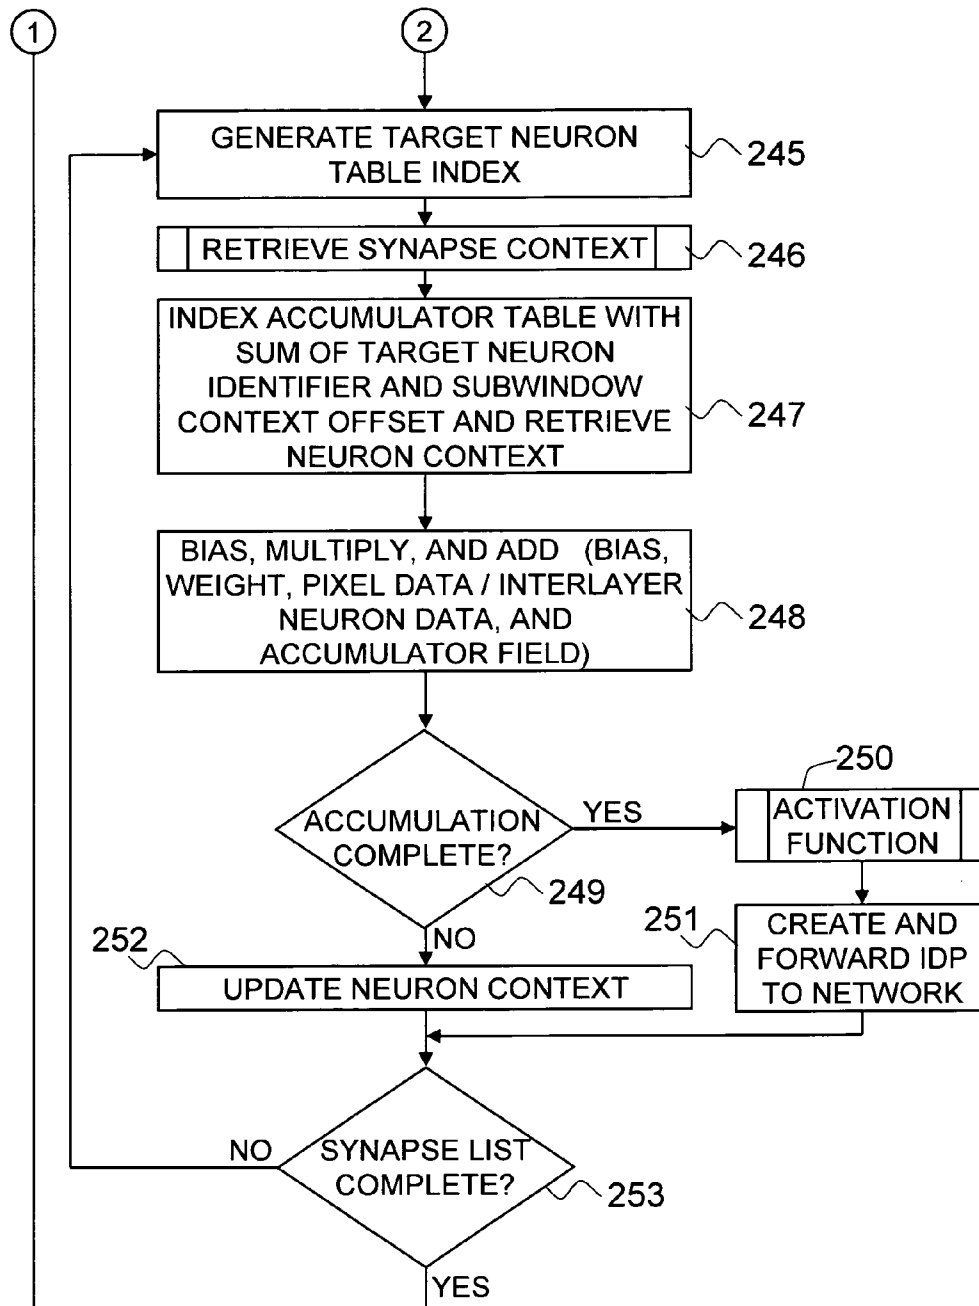 1
2
GENERATE TARGET NEURON
TABLE INDEX
245
RETRIEVE SYNAPSE CONTEXT
246
INDEX ACCUMULATOR TABLE WITH
SUM OF TARGET NEURON
IDENTIFIER AND SUBWINDOW
CONTEXT OFFSET AND RETRIEVE
NEURON CONTEXT
247
BIAS, MULTIPLY, AND ADD (BIAS,
WEIGHT, PIXEL DATA / INTERLAYER
NEURON DATA, AND
ACCUMULATOR FIELD)
248
ACCUMULATION
COMPLETE?
249
YES
250
ACTIVATION
FUNCTION
251
CREATE AND
FORWARD IDP
TO NETWORK
NO
252
UPDATE NEURON CONTEXT
NO
SYNAPSE LIST
COMPLETE?
253
YES